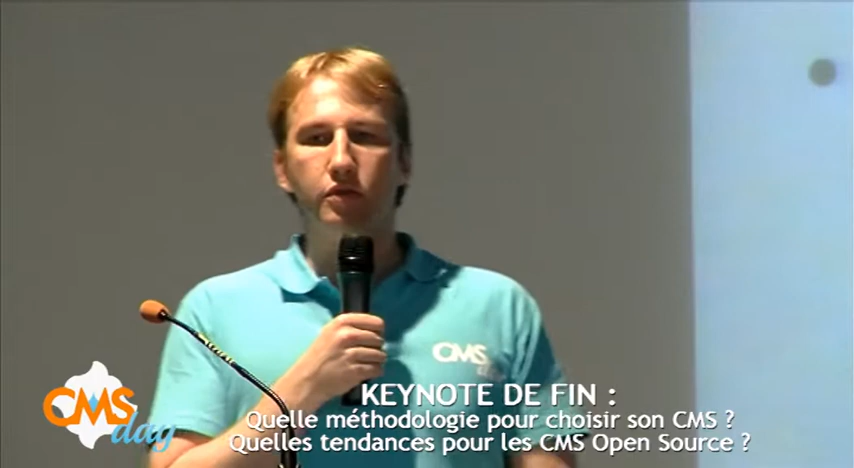 CMS
KEYNOTE DE FIN :
Quelle méthodologie pour choisir son CMS ?
Quelles tendances pour les CMS Open Source ?
CMS
day